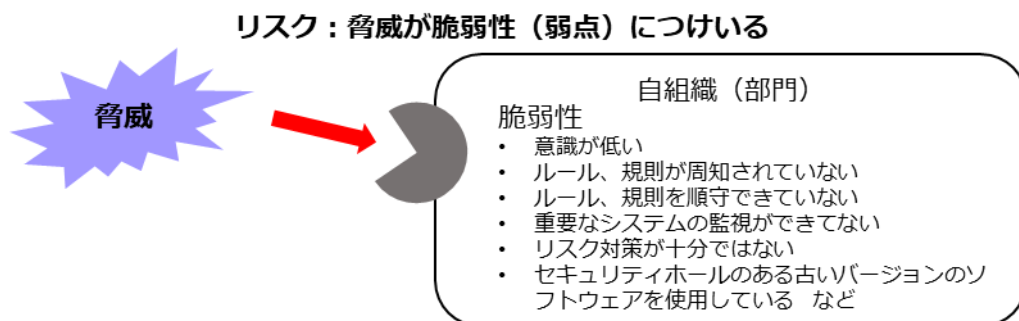 リスク：脅威が脆弱性（弱点）につけいる
脅威
自組織（部門）
脆弱性
• 意識が低い
• ルール、規則が周知されていない
• ルール、規則を順守できていない
• 重要なシステムの監視ができてない
• リスク対策が十分ではない
• セキュリティホールのある古いバージョンのソ
フトウェアを使用している　など